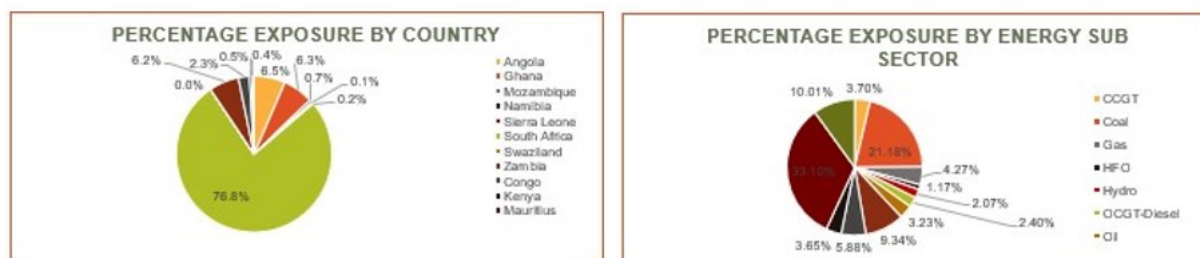 PERCENTAGE EXPOSURE BY COUNTRY
0.5%
0.4%
6.2%
2.3%
6.5%
6.3%
0.7%
0.1%
0.0%
0.2%
76.8%
Angola
Ghana
Mozambique
Namibia
Sierra Leone
South Africa
Swaziland
Zambia
Congo
Kenya
Mauritius
PERCENTAGE EXPOSURE BY ENERGY SUB
SECTOR
10.01%
3.70%
21.18%
4.27%
1.17%
2.07%
2.40%
3.23%
9.34%
5.88%
3.65%
CCGT
Coal
Gas
HFO
Hydro
OCGT-Diesel
Oil